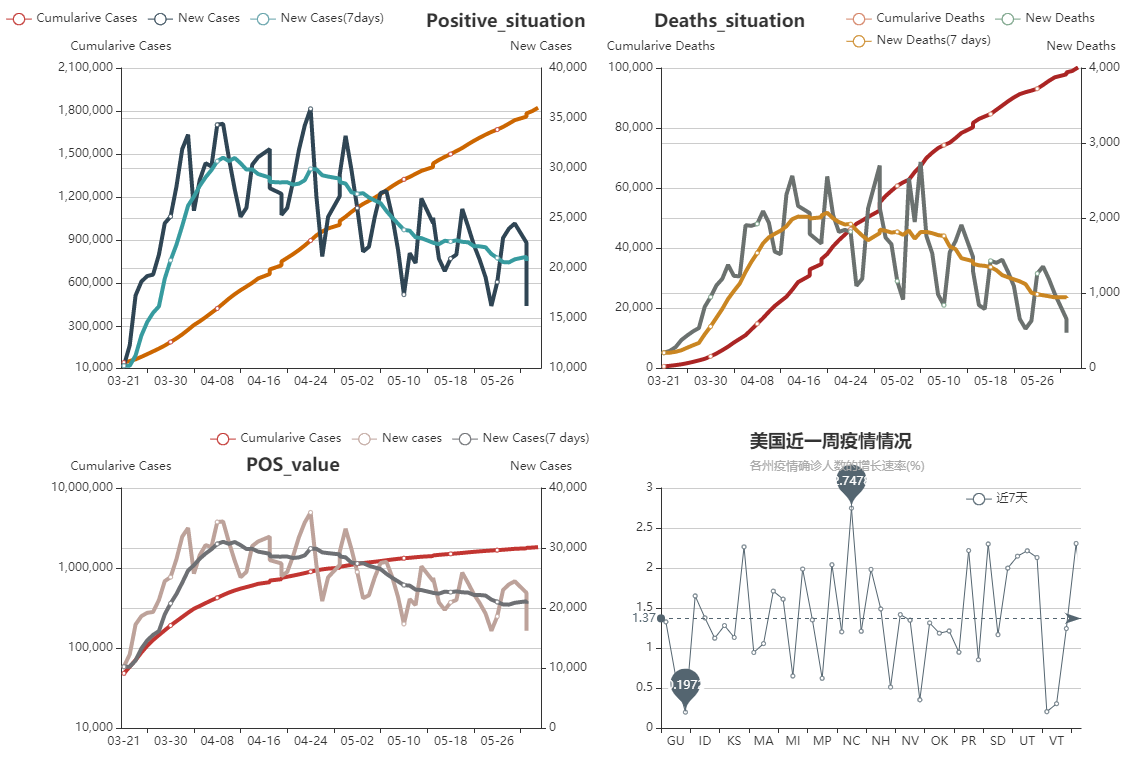 Cumularive Cases New Cases New Cases(7days) Positive_situation
Cumularive Cases New Cases
2,100,000 40,000
1,800,000 35,000
1,500,000 30,000
1,200,000 25,000
900,000 20,000
600,000 15,000
300,000 10,000
10,000
03-21 03-30 04-08 04-16 04-24 05-02 05-10 05-18 05-26
Deaths_situation Cumularive Deaths New Deaths
New Deaths(7 days)
Cumularive Deaths New Deaths
100,000 4,000
80,000 3,000
60,000 2,000
40,000 1,000
20,000 0
0
03-21 03-30 04-08 04-16 04-24 05-02 05-10 05-18 05-26
Cumularive Cases New cases New Cases(7 days)
POS_value
Cumularive Cases New Cases
10,000,000 40,000
1,000,000 30,000
100,000 20,000
10,000 10,000
0
03-21 03-30 04-08 04-16 04-24 05-02 05-10 05-18 05-26
美国近一周疫情情况
各州疫情确诊人数的增长速率(%)
近7天
3
2.5
2
1.5
1.37
1
0.5
0
GU ID KS MA MI MP NC NH NV OK PR SD UT VT